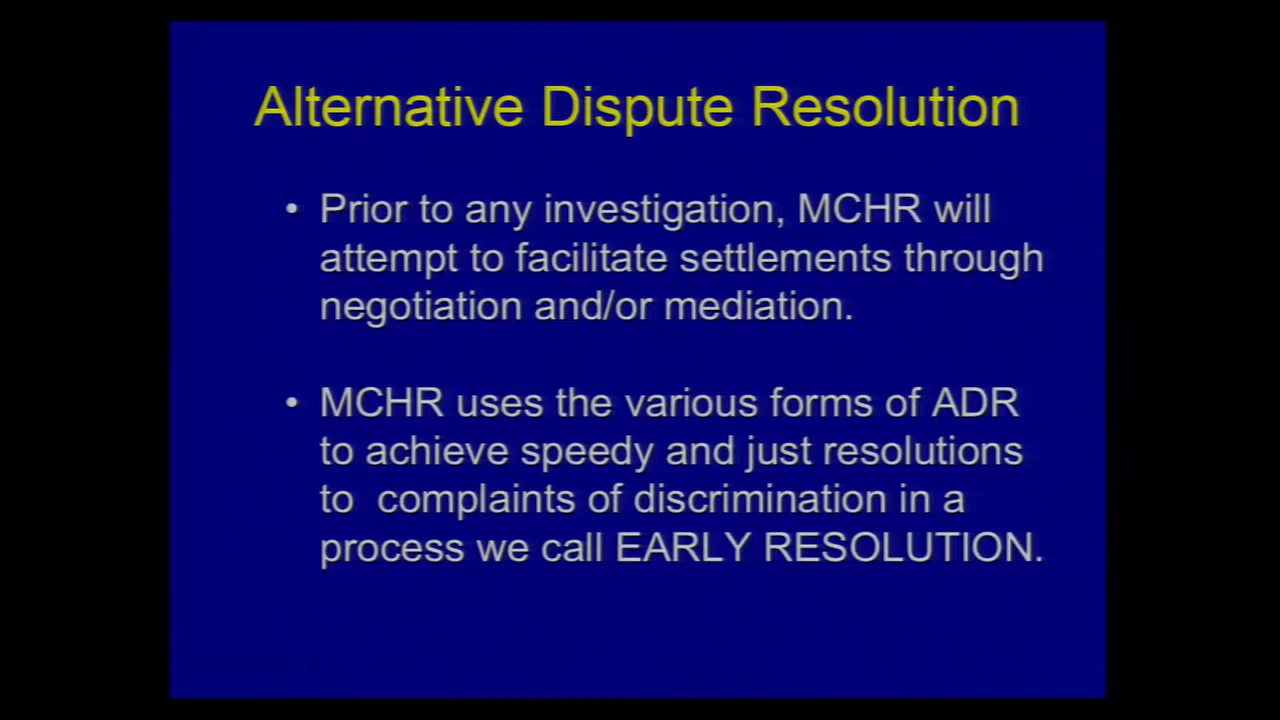 Alternative Dispute Resolution
• Prior to any investigation, MCHR will
attempt to facilitate settlements through
negotiation and/or mediation.
• MCHR uses the various forms of ADR
to achieve speedy and just resolutions
to  complaints of discrimination in a
process we call EARLY RESOLUTION.